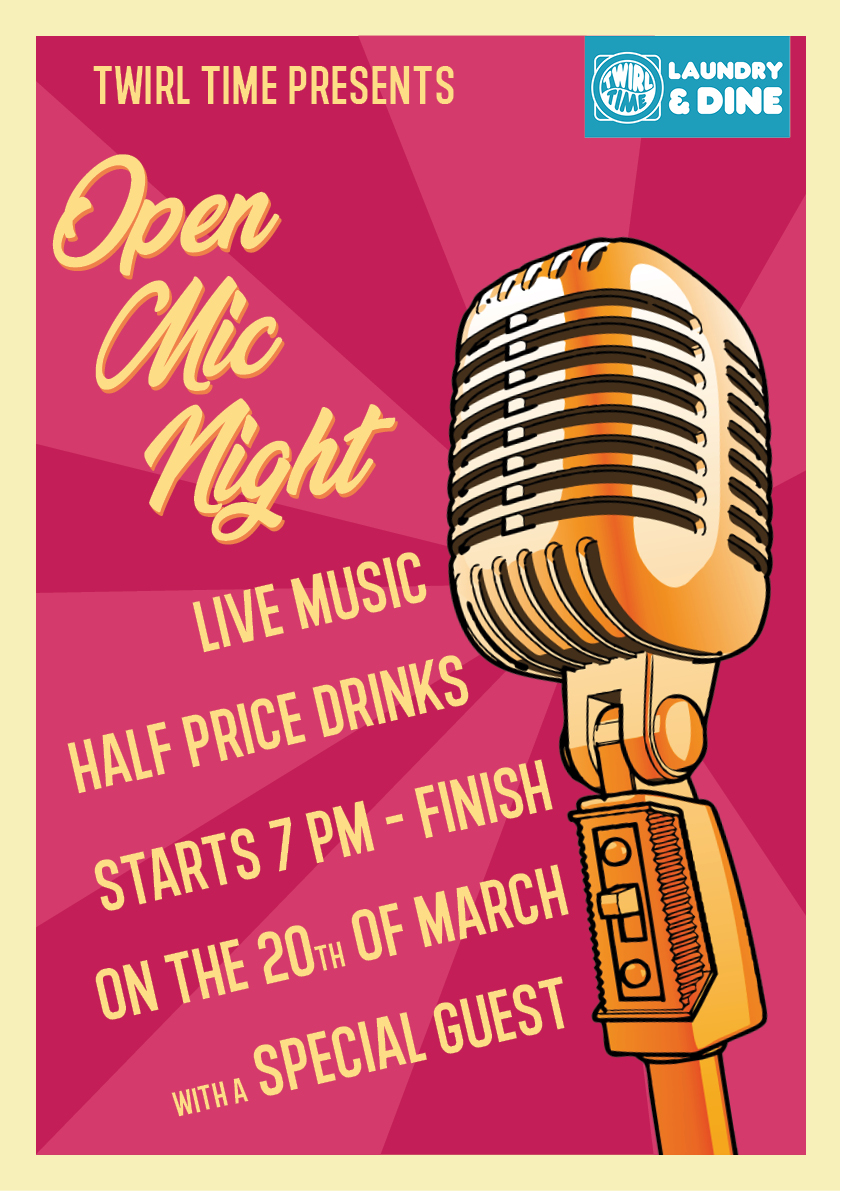 TWIRL TIME PRESENTS
TWIRL
TIME
LAUNDRY
& DINE
Open
Mic
Night
LIVE MUSIC
HALF PRICE DRINKS
STARTS 7 PM - FINISH
ON THE 20TH OF MARCH
WITH A SPECIAL GUEST